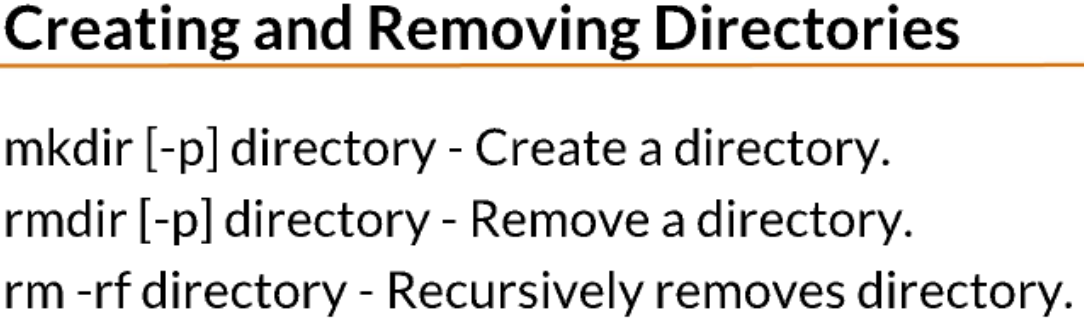 Creating and Removing Directories
mkdir [-p] directory - Create a directory.
rmdir [-p] directory - Remove a directory.
rm -rf directory - Recursively removes directory.